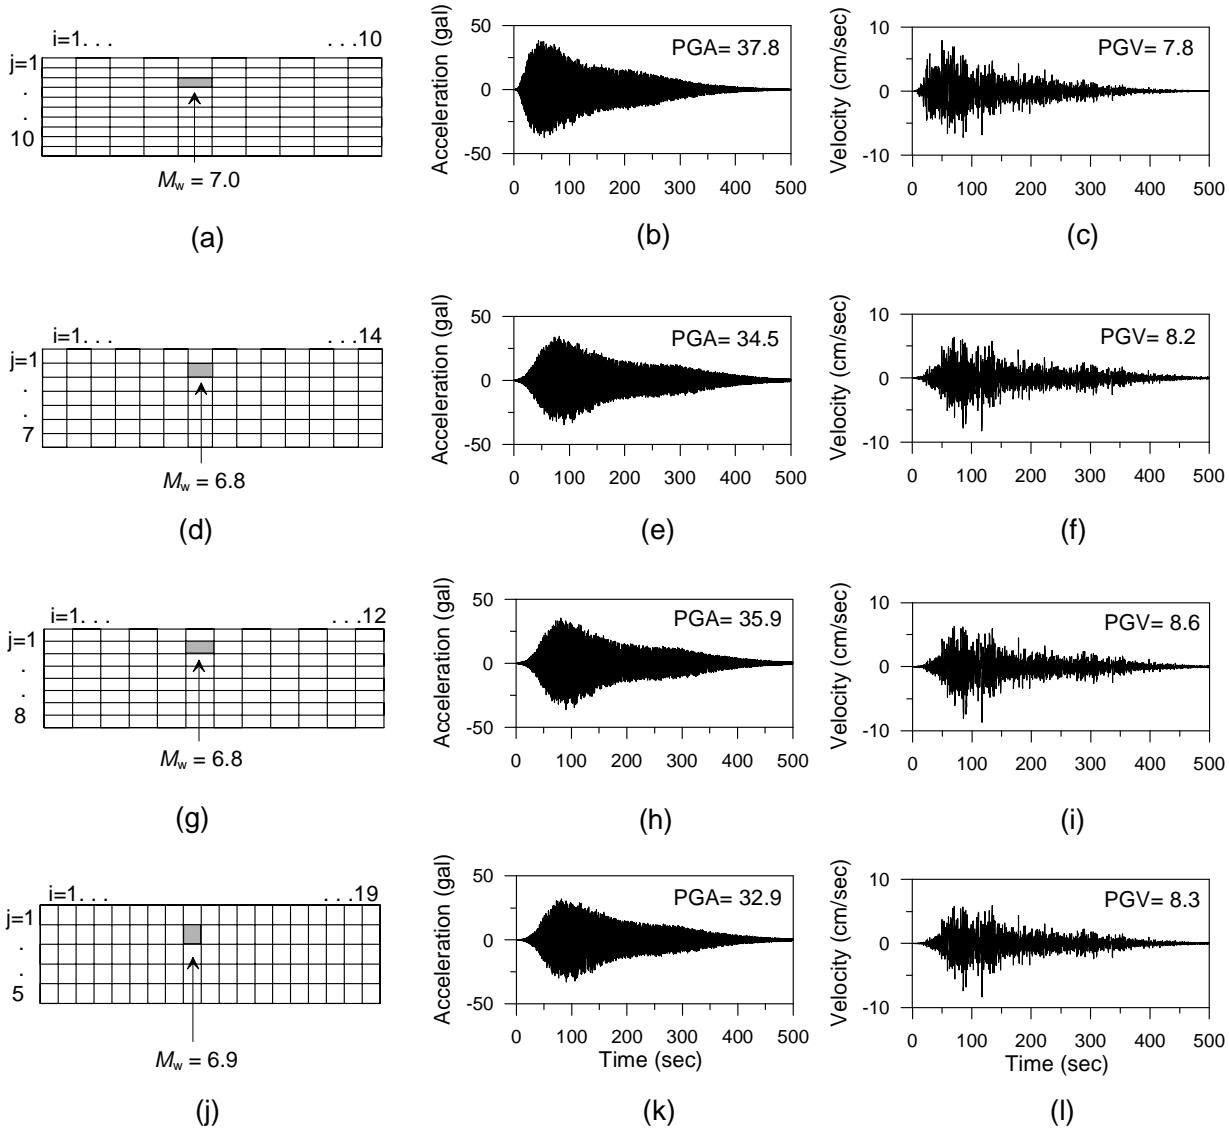 i=1. . .
. . .10
j=1
.
.
10
M_w = 7.0
(a)
Acceleration (gal)
50
0
-50
PGA= 37.8
0 100 200 300 400 500
(b)
Velocity (cm/sec)
10
0
-10
PGV= 7.8
0 100 200 300 400 500
(c)
i=1. . .
. . .14
j=1
.
.
7
M_w = 6.8
(d)
Acceleration (gal)
50
0
-50
PGA= 34.5
0 100 200 300 400 500
(e)
Velocity (cm/sec)
10
0
-10
PGV= 8.2
0 100 200 300 400 500
(f)
i=1. . .
. . .12
j=1
.
.
8
M_w = 6.8
(g)
Acceleration (gal)
50
0
-50
PGA= 35.9
0 100 200 300 400 500
(h)
Velocity (cm/sec)
10
0
-10
PGV= 8.6
0 100 200 300 400 500
(i)
i=1. . .
. . .19
j=1
.
.
5
M_w = 6.9
(j)
Acceleration (gal)
50
0
-50
PGA= 32.9
0 100 200 300 400 500
Time (sec)
(k)
Velocity (cm/sec)
10
0
-10
PGV= 8.3
0 100 200 300 400 500
Time (sec)
(l)